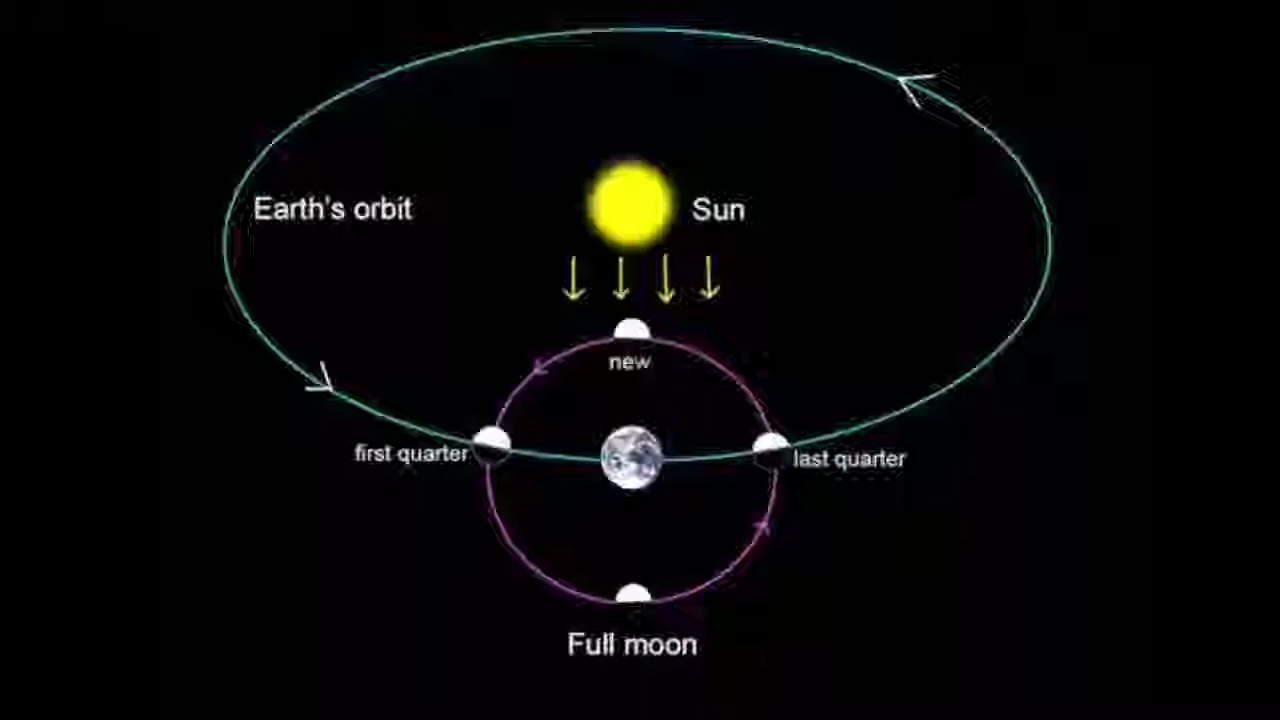 Earth's orbit
Sun
new
first quarter
last quarter
Full moon